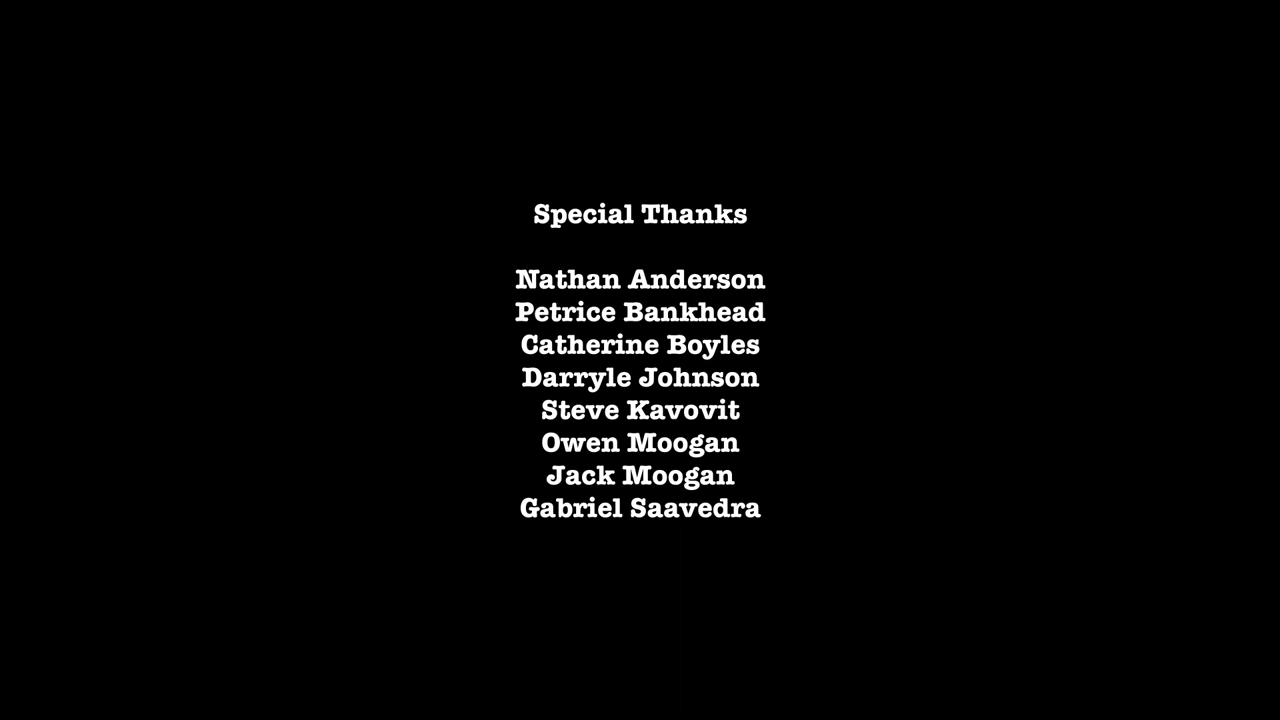 Special Thanks
Nathan Anderson
Petrice Bankhead
Catherine Boyles
Darryle Johnson
Steve Kavovit
Owen Moogan
Jack Moogan
Gabriel Saavedra